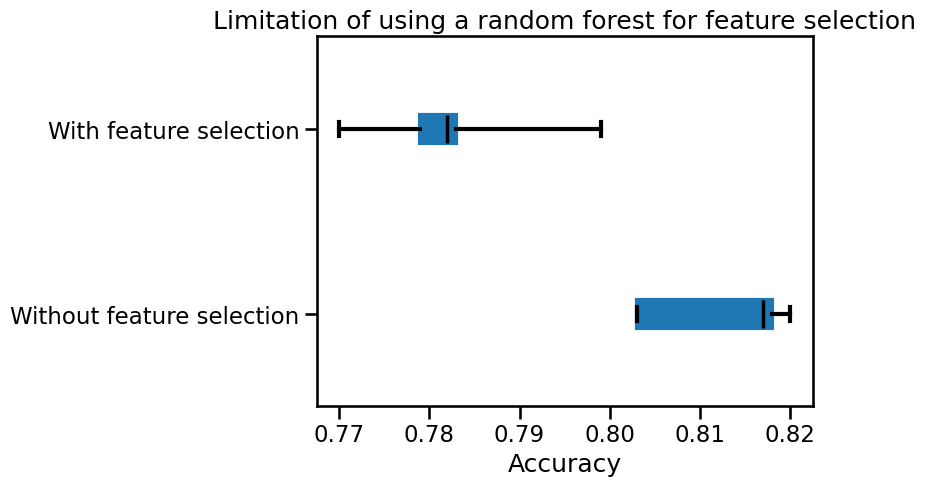 Limitation of using a random forest for feature selection
With feature selection
Without feature selection
0.77 0.78 0.79 0.80 0.81 0.82
Accuracy